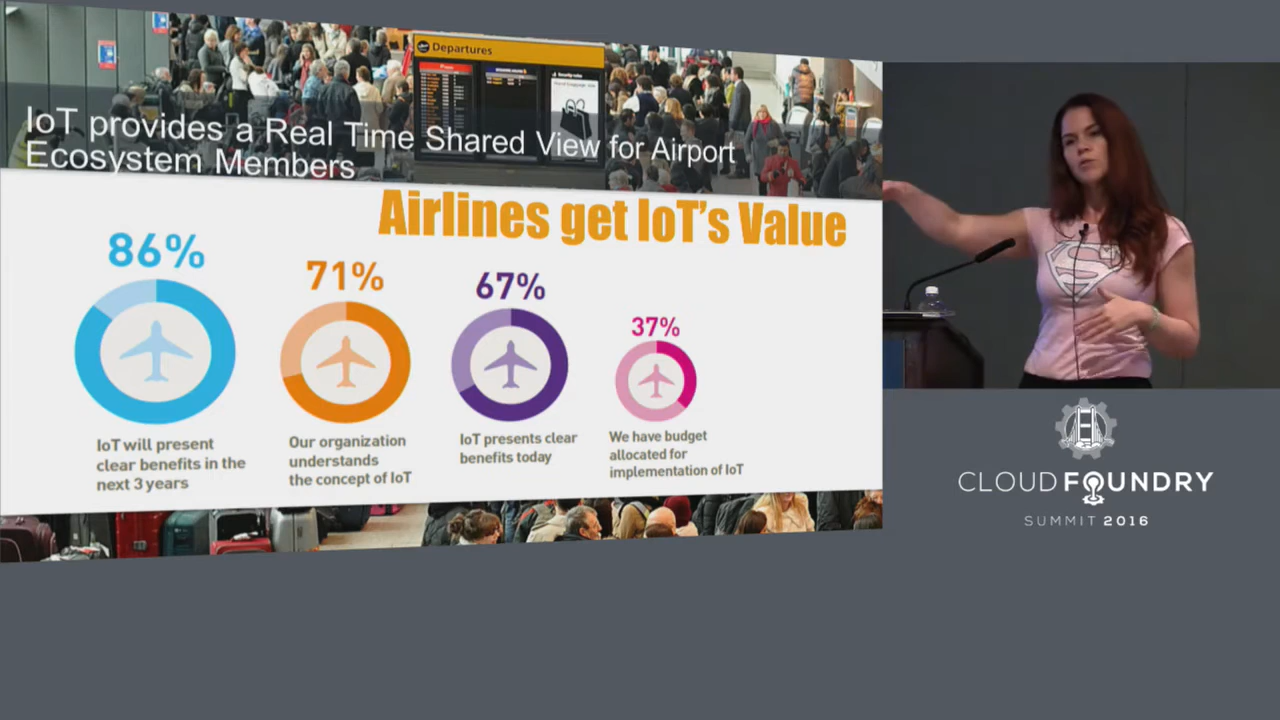 Departures
IoT provides a Real Time Shared View for Airport
Ecosystem Members
Airlines get IoT's Value
86%
IoT will present
clear benefits in the
next 3 years
71%
Our organization
understands
the concept of IoT
67%
IoT presents clear
benefits today
37%
We have budget
allocated for
implementation of IoT
S
CLOUD FOUNDRY
SUMMIT 2016